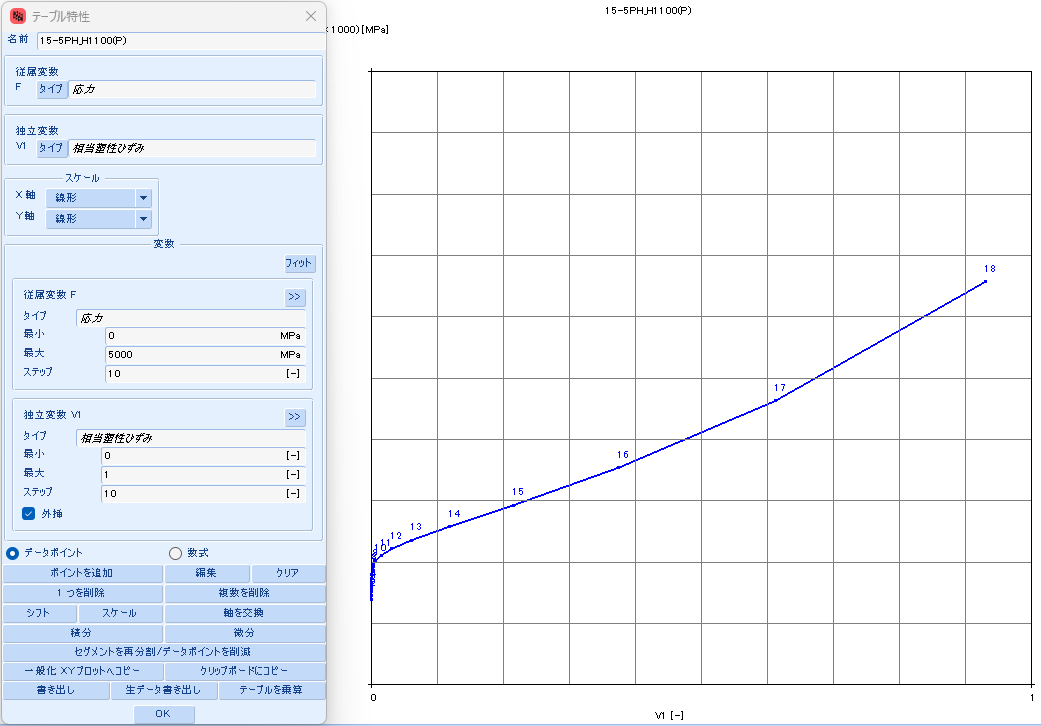 テーブル特性
名前 15-5PH_H1100(P)
従属変数
F タイプ 応力
独立変数
V1 タイプ 相当塑性ひずみ
スケール
X 軸 線形
Y軸 線形
変数
フィット
従属変数 F >>
タイプ 応力
最小 0 MPa
最大 5000 MPa
ステップ 10 [-]
独立変数 V1 >>
タイプ 相当塑性ひずみ
最小 0 [-]
最大 1 [-]
ステップ 10 [-]
外挿
データポイント 数式
ポイントを追加 編集 クリア
1 つを削除 複数を削除
シフト スケール 軸を交換
積分 微分
セグメントを再分割/データポイントを削減
一般化 XYプロットへコピー クリップボードにコピー
書き出し 生データ書き出し テーブルを乗算
OK
15-5PH_H1100(P)
1000) [MPa]
18
17
16
15
14
13
12
11
10
0 1
V1 [-]